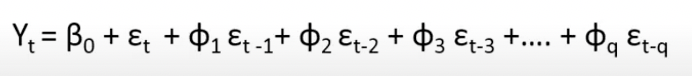 Yₜ = β₀ + εₜ + ϕ₁ εₜ₋₁ + ϕ₂ εₜ₋₂ + ϕ₃ εₜ₋₃ +.... + ϕq εt-q